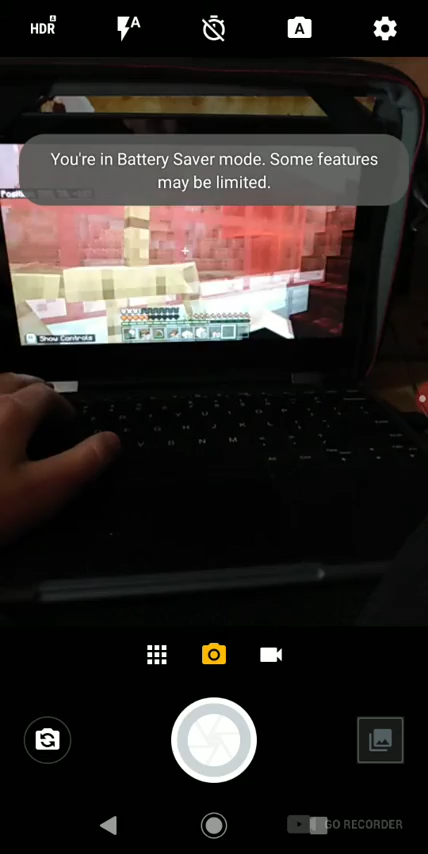 HDR A
A
A
You're in Battery Saver mode. Some features
may be limited.
Show Controls
GO RECORDER